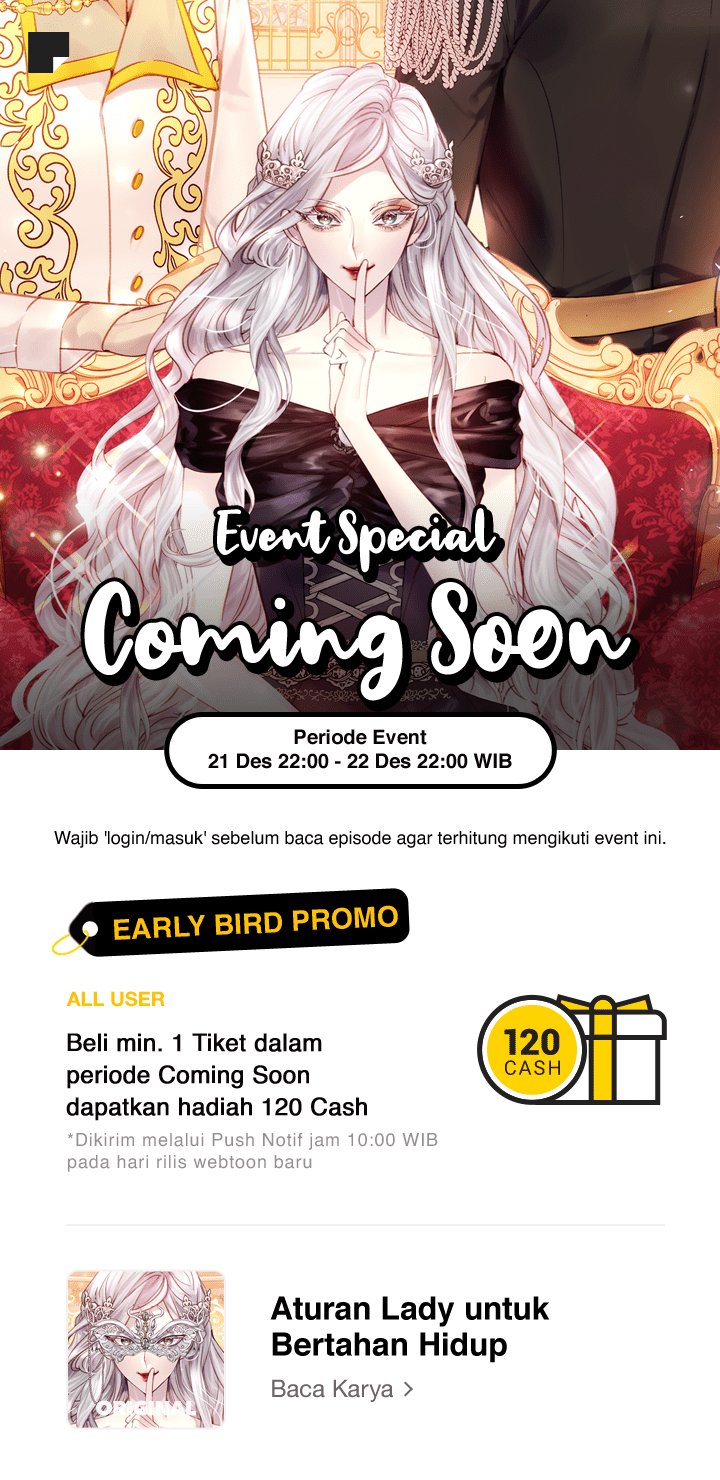 Event Special
Coming Soon
Periode Event
21 Des 22:00 - 22 Des 22:00 WIB
Wajib 'login/masuk' sebelum baca episode agar terhitung mengikuti event ini.
EARLY BIRD PROMO
ALL USER
Beli min. 1 Tiket dalam
periode Coming Soon
dapatkan hadiah 120 Cash
*Dikirim melalui Push Notif jam 10:00 WIB
pada hari rilis webtoon baru
120
CASH
Aturan Lady untuk
Bertahan Hidup
Baca Karya >
ORIGINAL